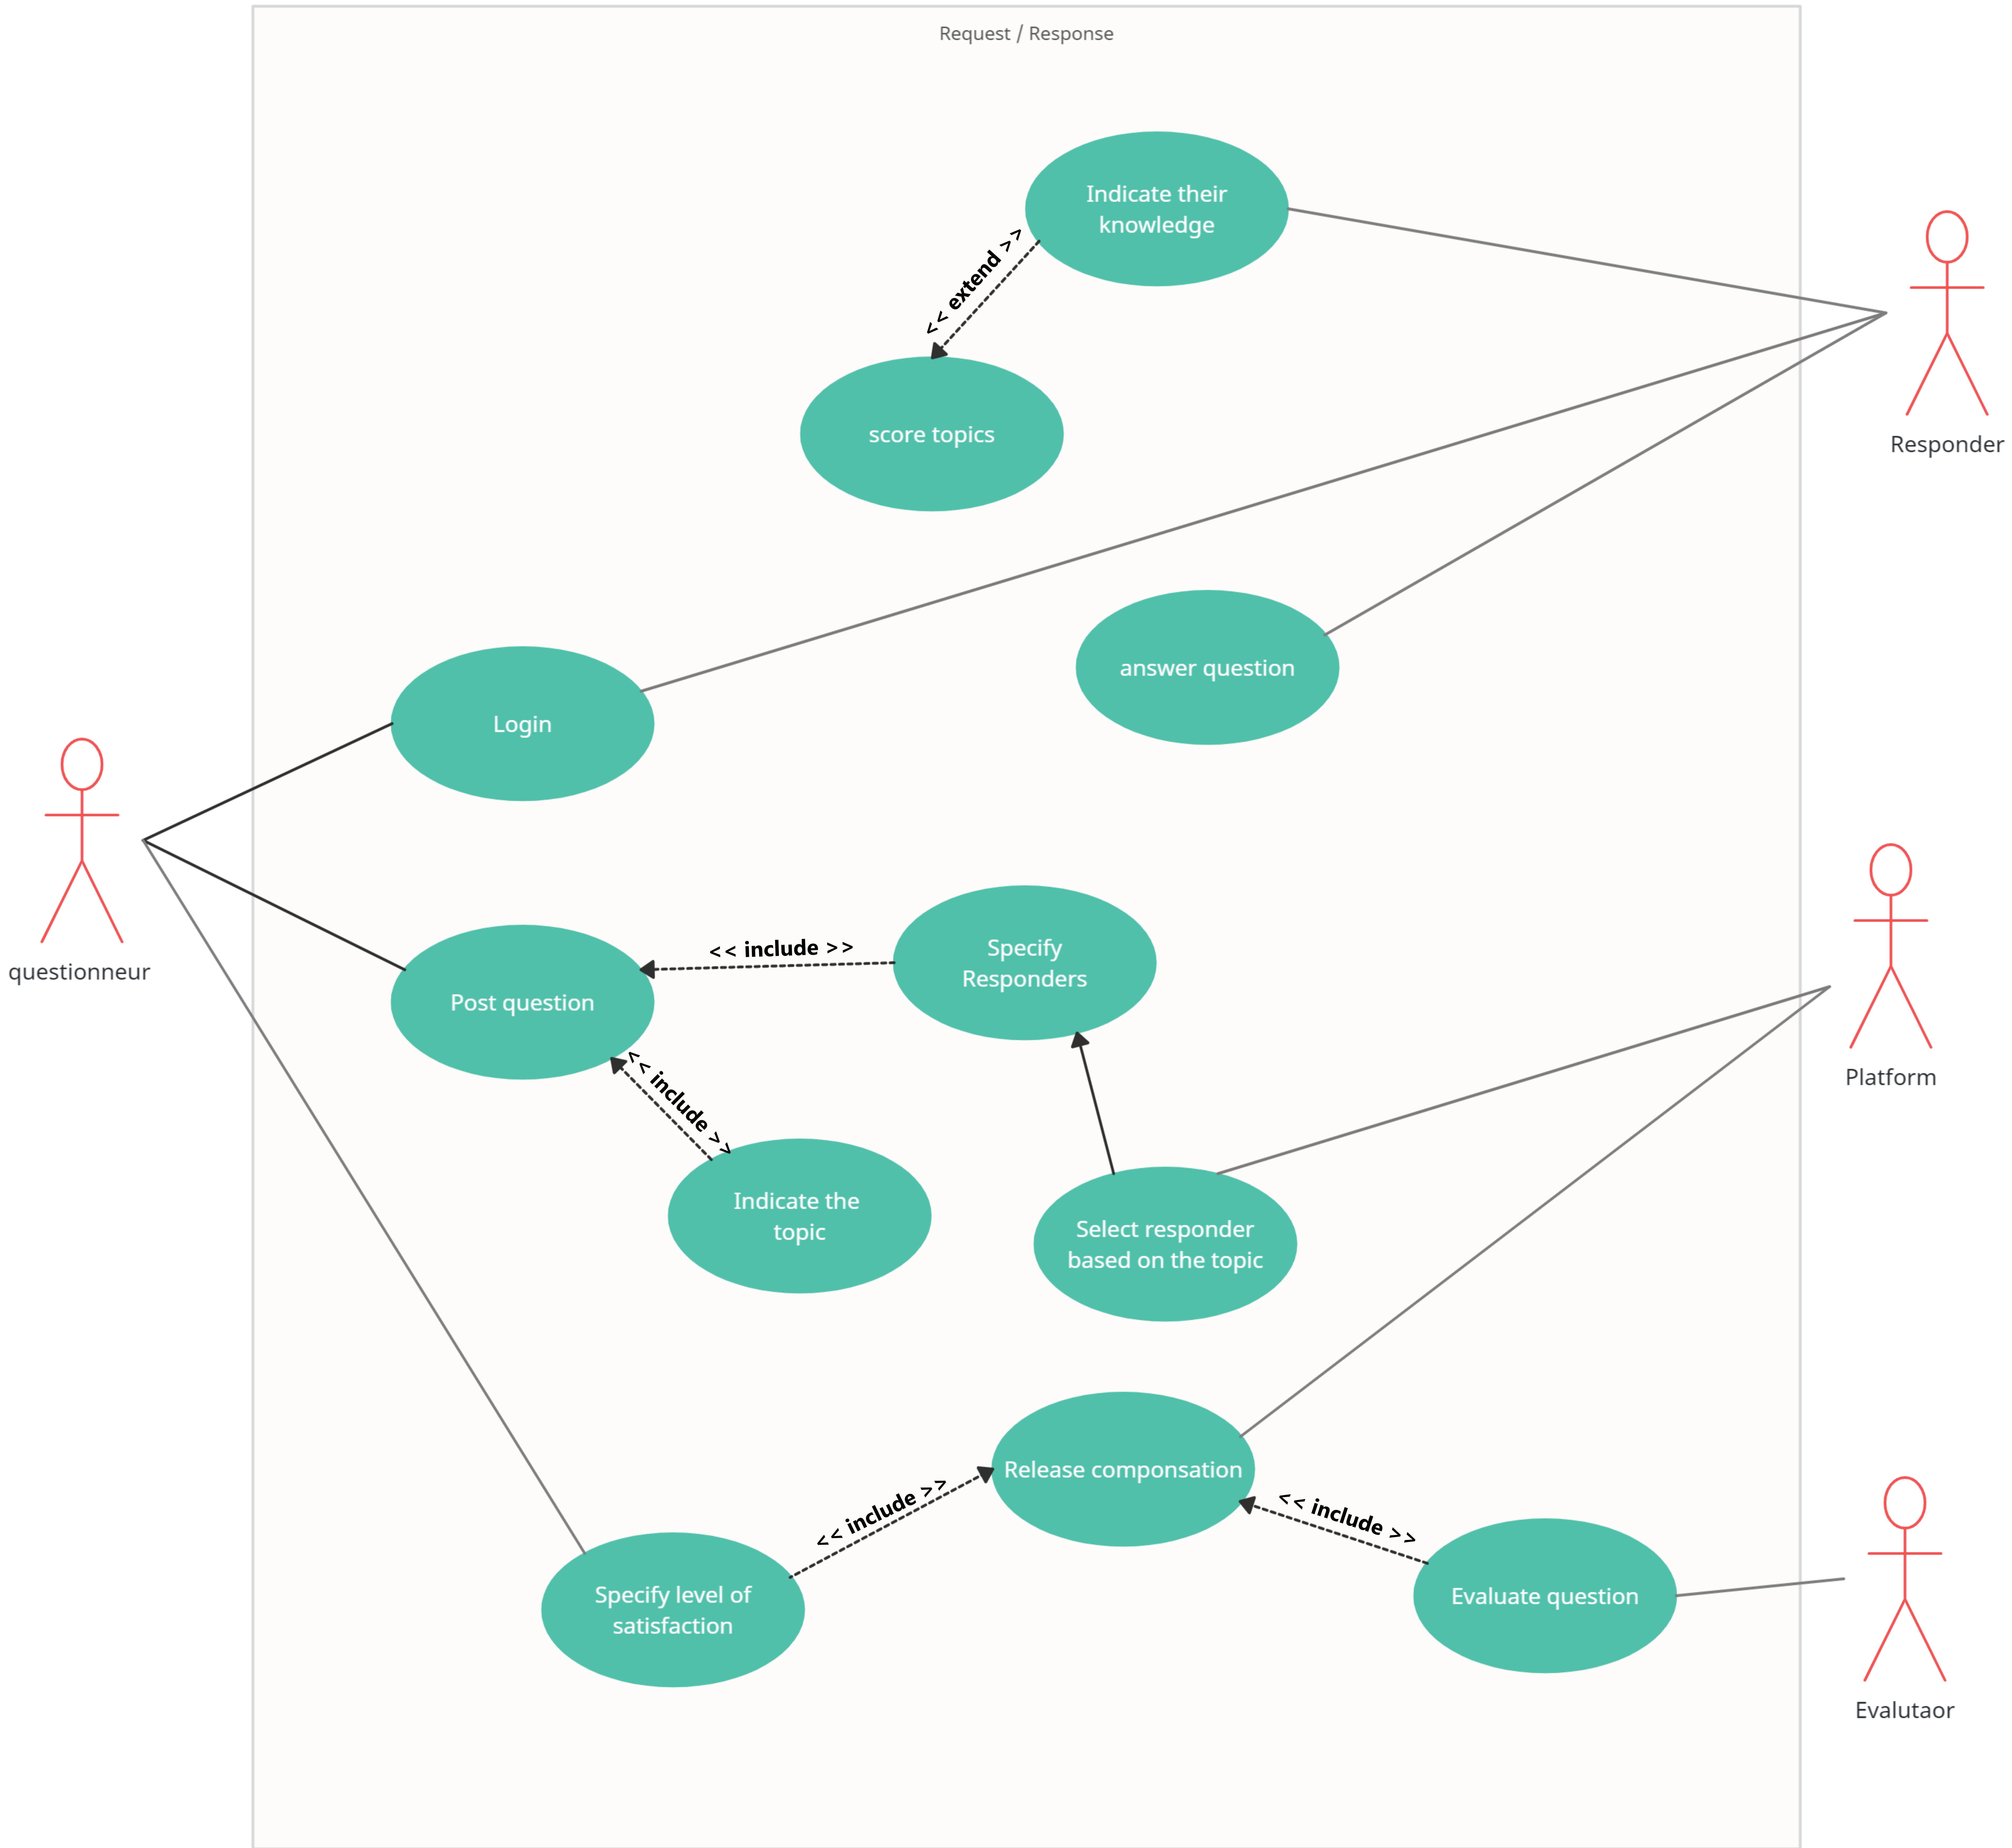 Request / Response
Indicate their
knowledge
<< extend >>
score topics
Responder
answer question
Login
questionneur
Post question
<< include >>
Specify
Responders
<< include >>
Indicate the
topic
Platform
Select responder
based on the topic
Release componsation
<< include >>
<< include >>
Specify level of
satisfaction
Evaluate question
Evalutaor